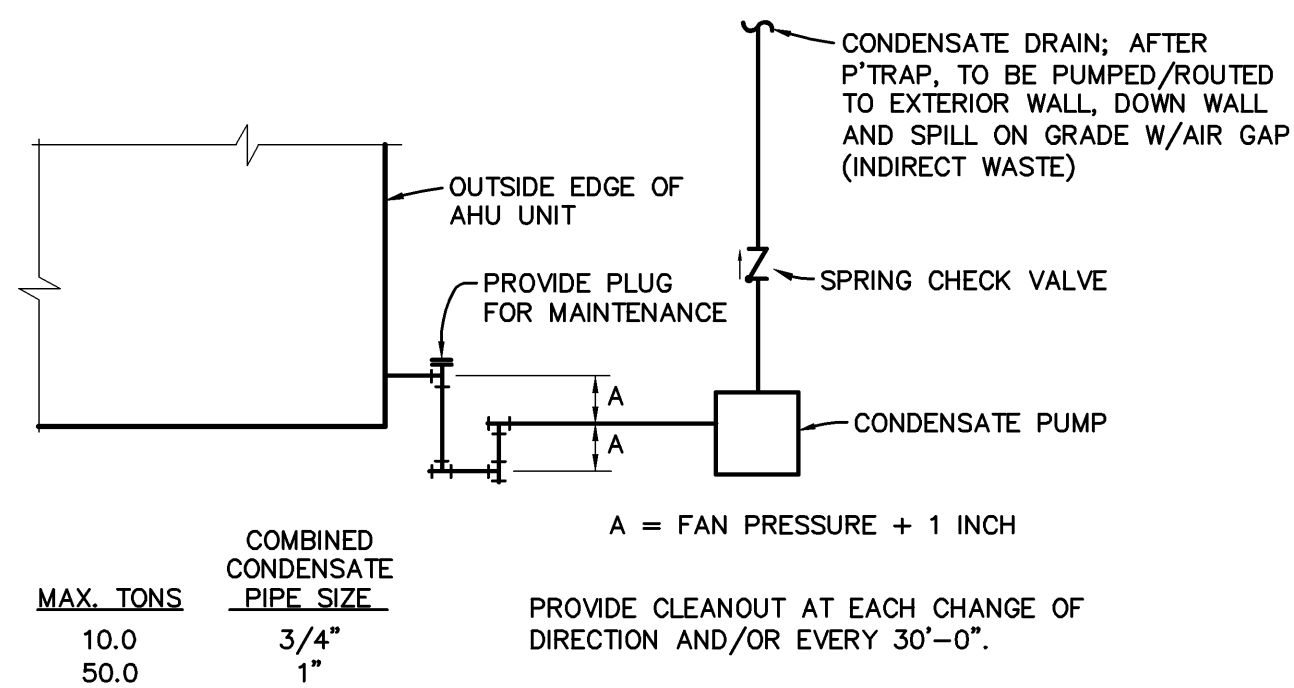 CONDENSATE DRAIN; AFTER
P'TRAP, TO BE PUMPED/ROUTED
TO EXTERIOR WALL, DOWN WALL
AND SPILL ON GRADE W/AIR GAP
(INDIRECT WASTE)
OUTSIDE EDGE OF
AHU UNIT
PROVIDE PLUG
FOR MAINTENANCE
SPRING CHECK VALVE
A
A
CONDENSATE PUMP
A = FAN PRESSURE + 1 INCH
COMBINED
CONDENSATE
MAX. TONS PIPE SIZE
10.0 3/4"
50.0 1"
PROVIDE CLEANOUT AT EACH CHANGE OF
DIRECTION AND/OR EVERY 30'-0".